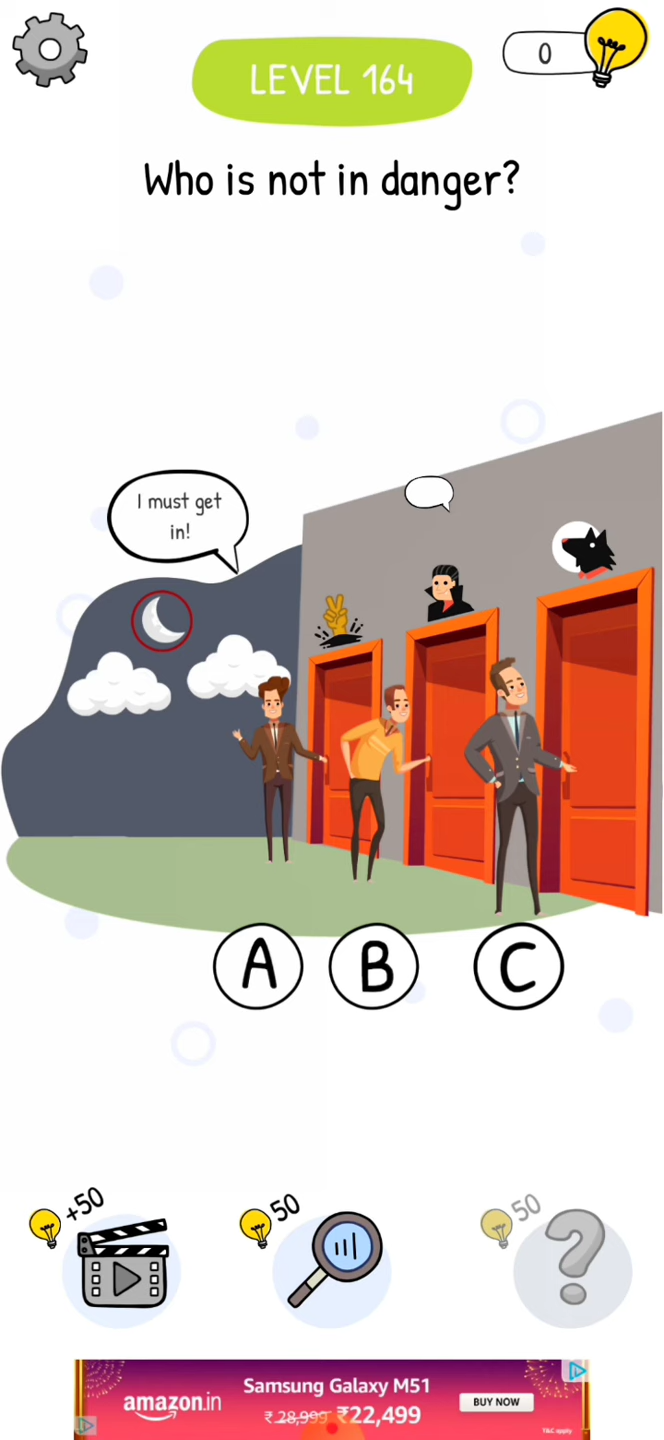 LEVEL 164
0
Who is not in danger?
I must get
in!
A
B
C
+50
50
50
amazon.in
Samsung Galaxy M51
₹28,999 ₹22,499
BUY NOW
T&C apply